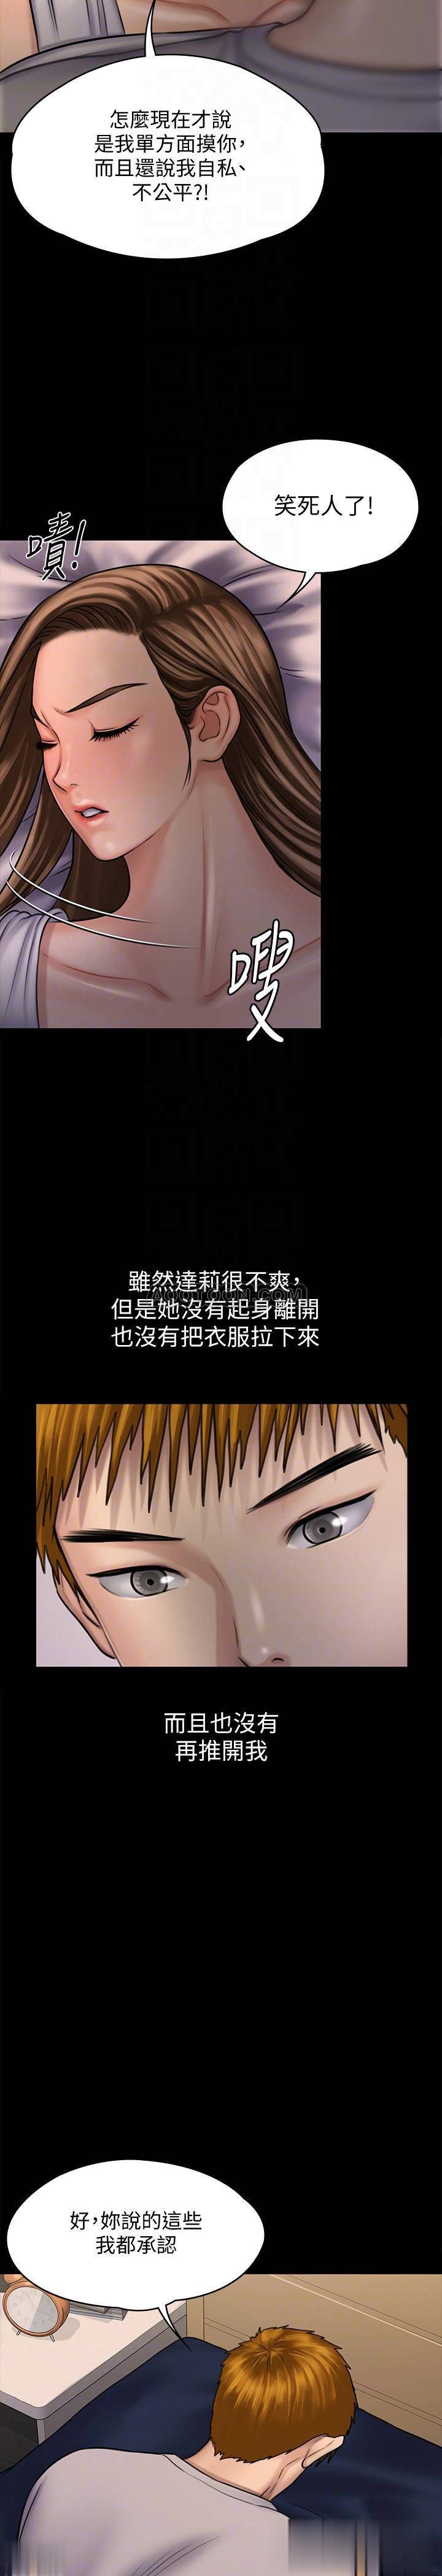 怎麼現在才說
是我單方面摸你，
而且還說我自私、
不公平?!
笑死人了!
嘖!
嗖
雖然達莉很不爽，
但是她沒有起身離開
也沒有把衣服拉下來
而且也沒有
再推開我
好，妳說的這些
我都承認